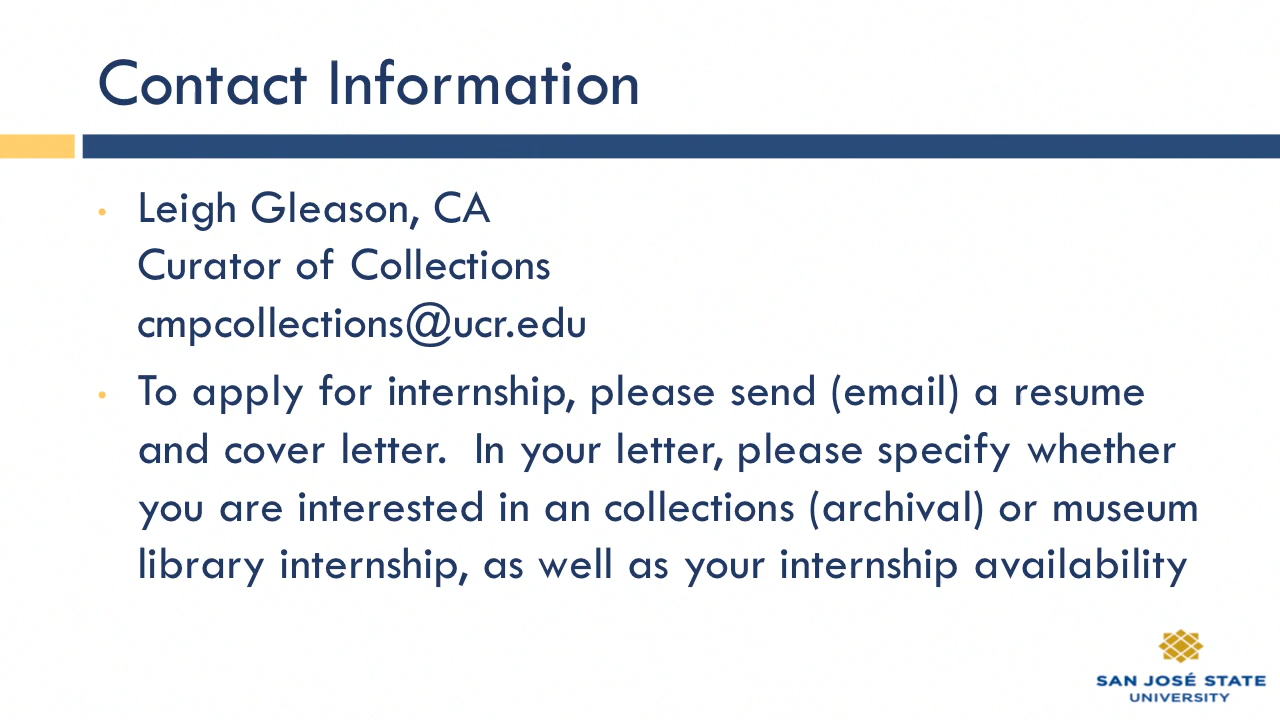 Contact Information
• Leigh Gleason, CA
Curator of Collections
cmpcollections@ucr.edu
• To apply for internship, please send (email) a resume
and cover letter.  In your letter, please specify whether
you are interested in an collections (archival) or museum
library internship, as well as your internship availability
SAN JOSÉ STATE
UNIVERSITY